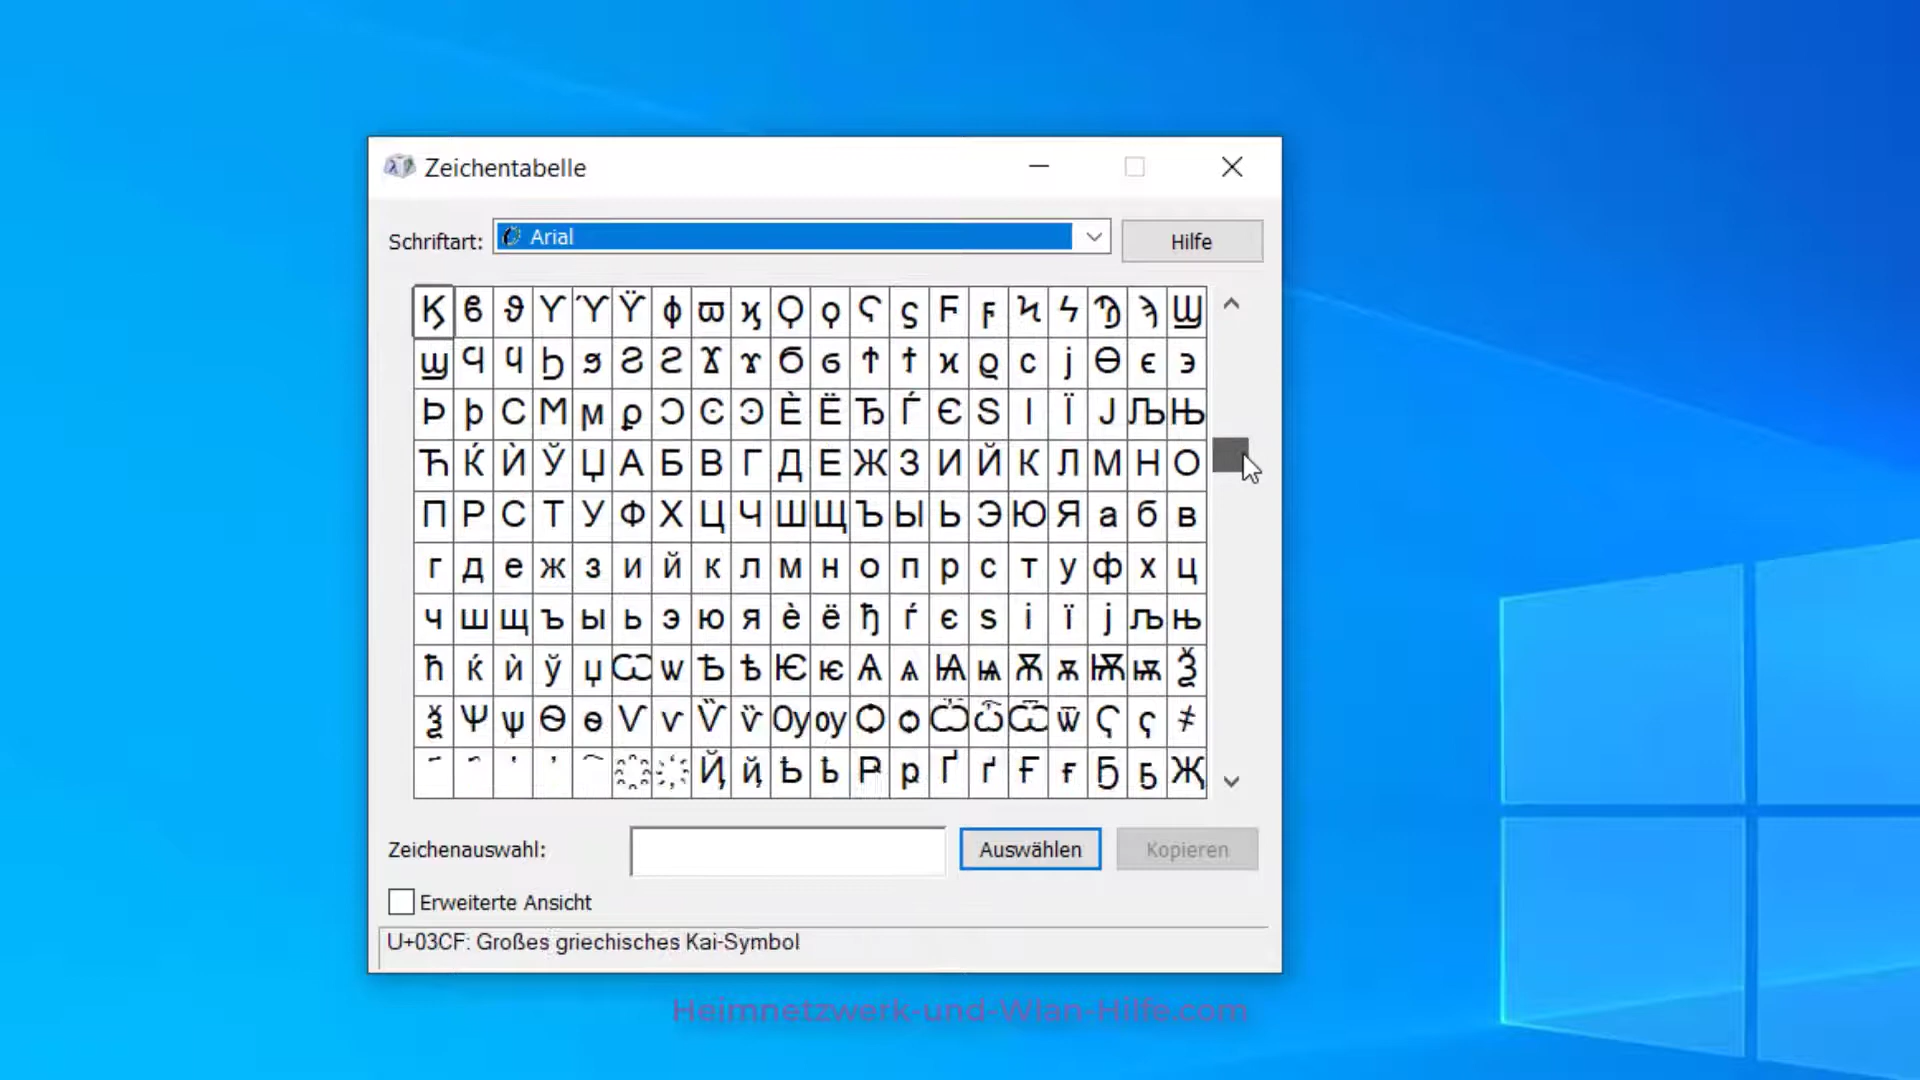 Zeichentabelle
Schriftart: Arial Hilfe
Ϗ ϐ ϑ ϒ ϓ ϔ ϕ ϖ ϗ Ϙ ϙ Ϛ ϛ Ϝ ϝ Ϟ ϟ Ϡ ϡ Ϣ
ϣ Ϥ ϥ Ϧ ϧ Ϩ ϩ Ϫ ϫ Ϭ ϭ Ϯ ϯ ϰ ϱ ϲ ϳ ϴ ϵ ϶
Ϸ ϸ Ϲ Ϻ ϻ ϼ Ͻ Ͼ Ͽ Ѐ Ё Ђ Ѓ Є Ѕ І Ї Ј Љ Њ
Ћ Ќ Ѝ Ў Џ А Б В Г Д Е Ж З И Й К Л М Н О
П Р С Т У Ф Х Ц Ч Ш Щ Ъ Ы Ь Э Ю Я а б в
г д е ж з и й к л м н о п р с т у ф х ц
ч ш щ ъ ы ь э ю я ѐ ё ђ ѓ є ѕ і ї ј љ њ
ћ ќ ѝ ў џ Ѡ ѡ Ѣ ѣ Ѥ ѥ Ѧ ѧ Ѩ ѩ Ѫ ѫ Ѭ ѭ Ѯ
ѯ Ѱ ѱ Ѳ ѳ Ѵ ѵ Ѷ ѷ Ѹ ѹ Ѻ ѻ Ѽ ѽ Ѿ ѿ Ҁ ҁ ҂
҃ ҄ ҅ ҆ ҇ ҈ ҉ Ҋ ҋ Ҍ ҍ Ҏ ҏ Ґ ґ Ғ ғ Ҕ ҕ Җ
Zeichenauswahl: Auswählen Kopieren
Erweiterte Ansicht
U+03CF: Großes griechisches Kai-Symbol
Heimnetzwerk-und-Wlan-Hilfe.com